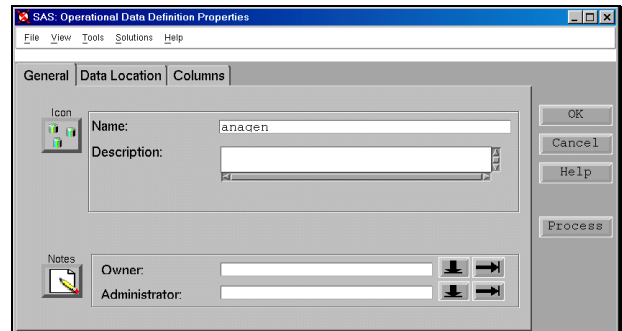 SAS: Operational Data Definition Properties
File View Tools Solutions Help
General Data Location Columns
Icon
Name: anagen
Description:
OK
Cancel
Help
Process
Notes
Owner:
Administrator: